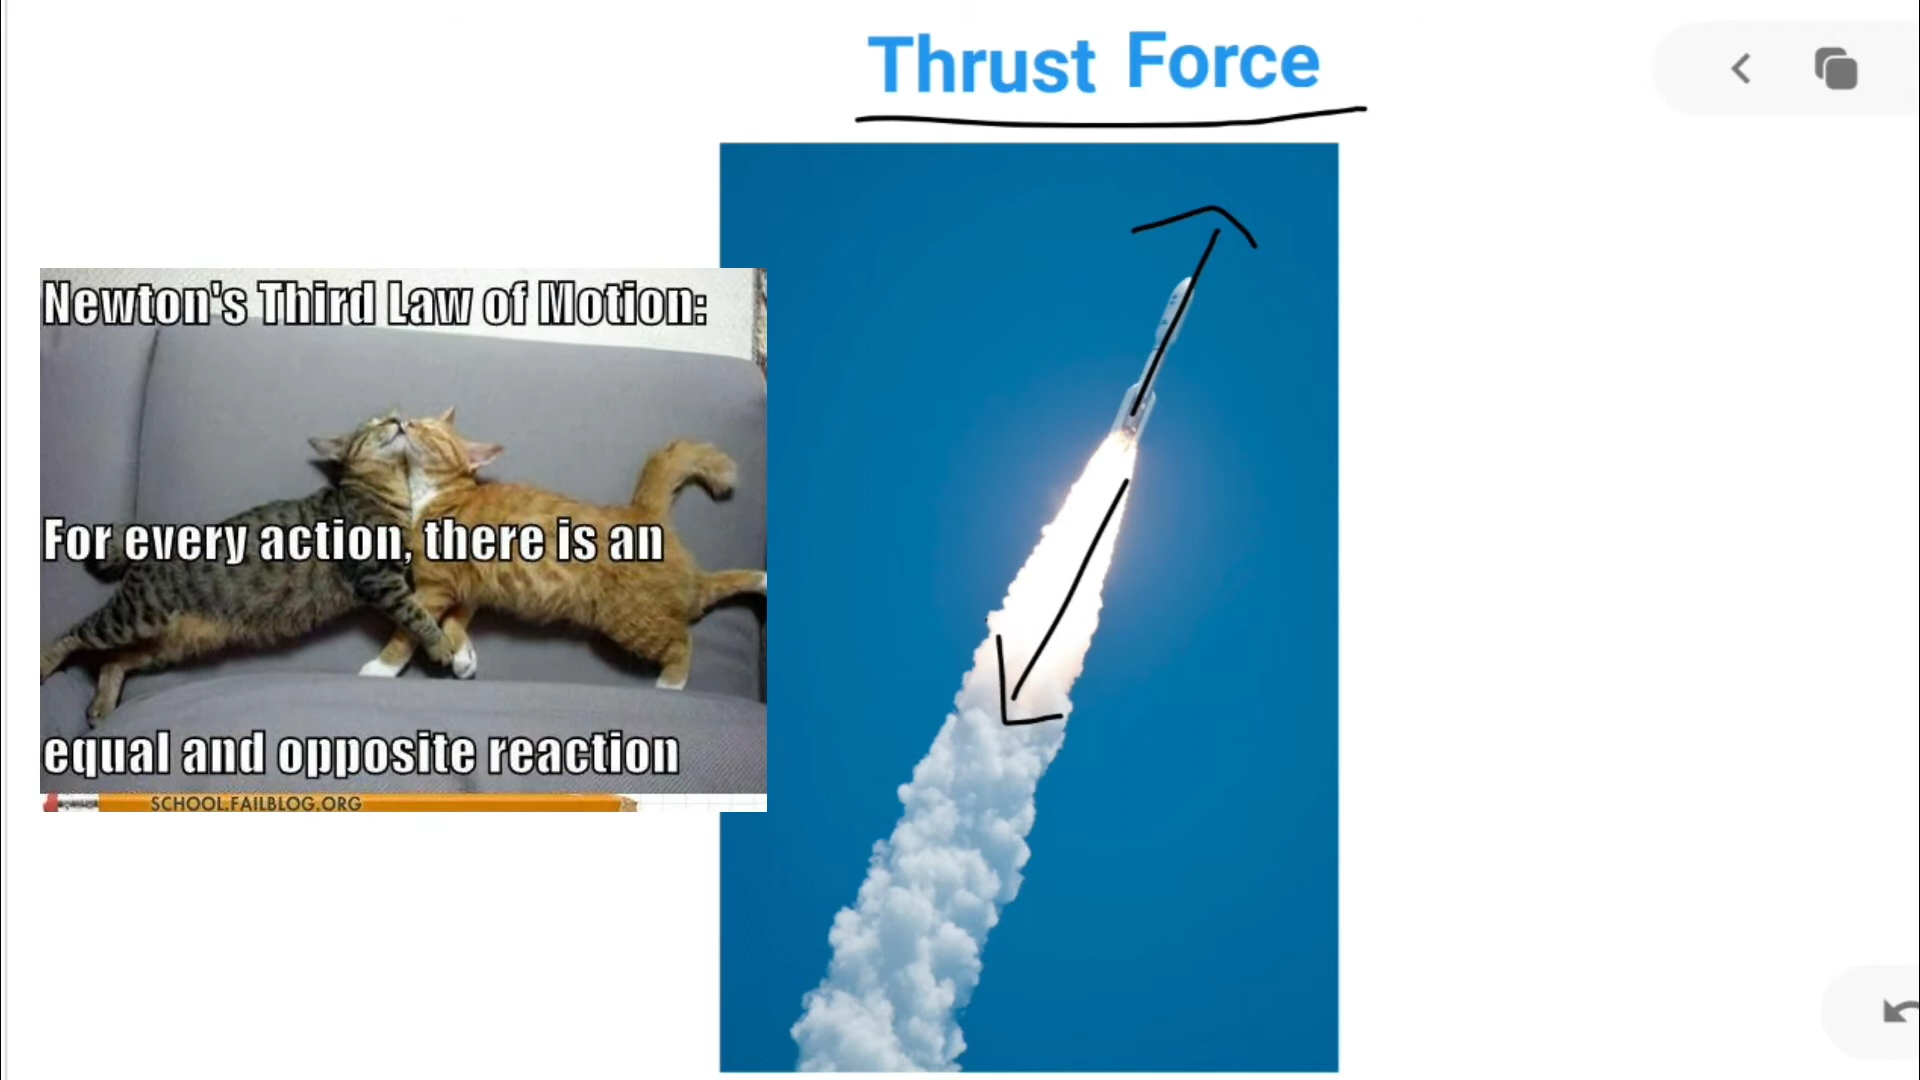 Thrust Force
Newton's Third Law of Motion:
For every action, there is an
equal and opposite reaction
SCHOOL.FAILBLOG.ORG